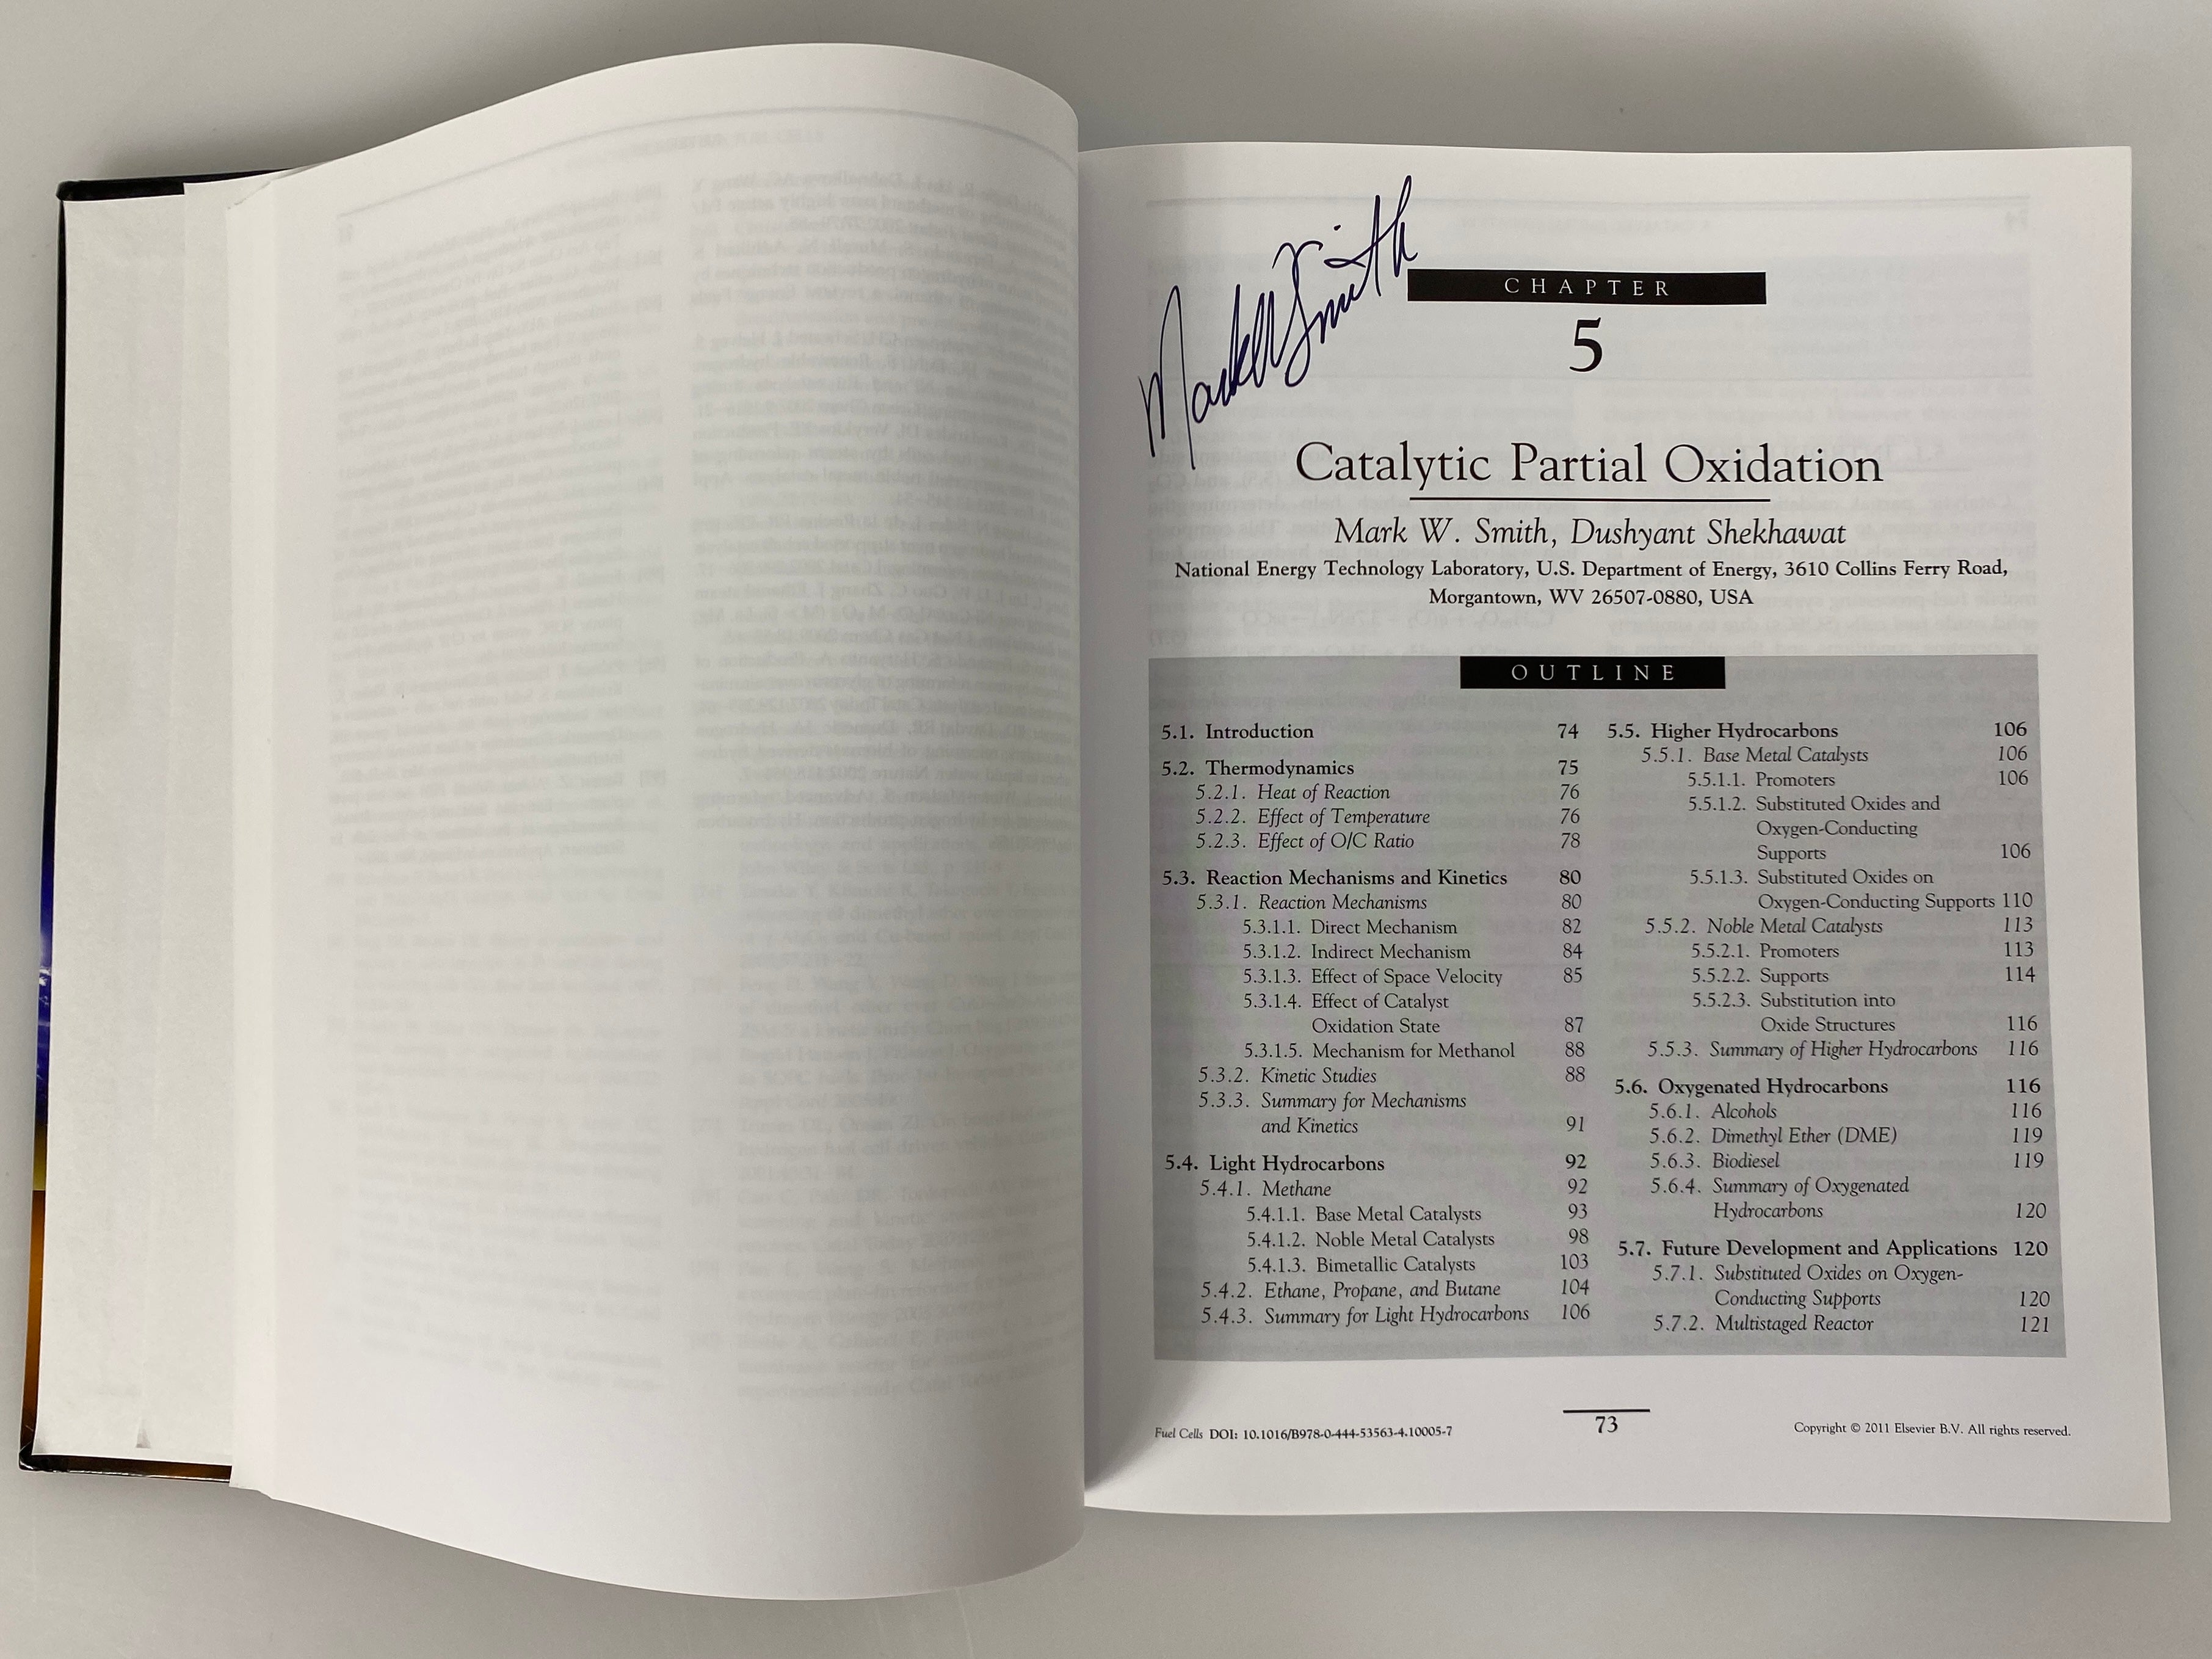 Mark W Smith
CHAPTER
5
Catalytic Partial Oxidation
Mark W. Smith, Dushyant Shekhawat
National Energy Technology Laboratory, U.S. Department of Energy, 3610 Collins Ferry Road,
Morgantown, WV 26507-0880, USA
OUTLINE
5.1. Introduction 74
5.2. Thermodynamics 75
5.2.1. Heat of Reaction 76
5.2.2. Effect of Temperature 76
5.2.3. Effect of O/C Ratio 78
5.3. Reaction Mechanisms and Kinetics 80
5.3.1. Reaction Mechanisms 80
5.3.1.1. Direct Mechanism 82
5.3.1.2. Indirect Mechanism 84
5.3.1.3. Effect of Space Velocity 85
5.3.1.4. Effect of Catalyst
Oxidation State 87
5.3.1.5. Mechanism for Methanol 88
5.3.2. Kinetic Studies 88
5.3.3. Summary for Mechanisms
and Kinetics 91
5.4. Light Hydrocarbons 92
5.4.1. Methane 92
5.4.1.1. Base Metal Catalysts 93
5.4.1.2. Noble Metal Catalysts 98
5.4.1.3. Bimetallic Catalysts 103
5.4.2. Ethane, Propane, and Butane 104
5.4.3. Summary for Light Hydrocarbons 106
5.5. Higher Hydrocarbons 106
5.5.1. Base Metal Catalysts 106
5.5.1.1. Promoters 106
5.5.1.2. Substituted Oxides and
Oxygen-Conducting
Supports 106
5.5.1.3. Substituted Oxides on
Oxygen-Conducting Supports 110
5.5.2. Noble Metal Catalysts 113
5.5.2.1. Promoters 113
5.5.2.2. Supports 114
5.5.2.3. Substitution into
Oxide Structures 116
5.5.3. Summary of Higher Hydrocarbons 116
5.6. Oxygenated Hydrocarbons 116
5.6.1. Alcohols 116
5.6.2. Dimethyl Ether (DME) 119
5.6.3. Biodiesel 119
5.6.4. Summary of Oxygenated
Hydrocarbons 120
5.7. Future Development and Applications 120
5.7.1. Substituted Oxides on Oxygen-
Conducting Supports 120
5.7.2. Multistaged Reactor 121
Fuel Cells DOI: 10.1016/B978-0-444-53563-4.10005-7
73
Copyright © 2011 Elsevier B.V. All rights reserved.